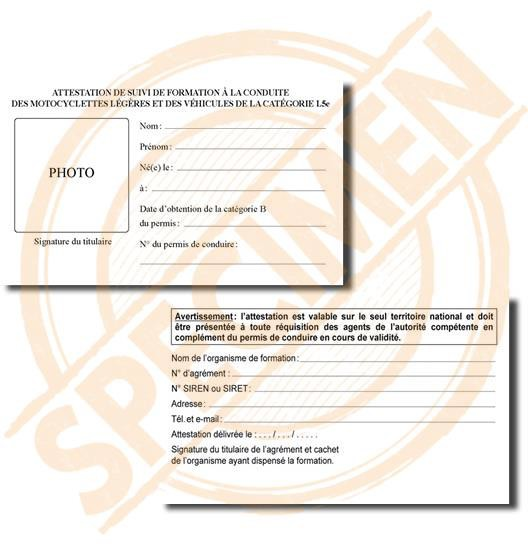 ATTESTATION DE SUIVI DE FORMATION À LA CONDUITE
DES MOTOCYCLETTES LÉGÈRES ET DES VÉHICULES DE LA CATÉGORIE L5e
PHOTO
Signature du titulaire
Nom :
Prénom :
Né(e) le :
à :
Date d’obtention de la catégorie B
du permis :
N° du permis de conduire :
Avertissement : l’attestation est valable sur le seul territoire national et doit
être présentée à toute réquisition des agents de l’autorité compétente en
complément du permis de conduire en cours de validité.
Nom de l’organisme de formation :
N° d’agrément :
N° SIREN ou SIRET :
Adresse :
Tél. et e-mail :
Attestation délivrée le : . . . / . . . / . . . . .
Signature du titulaire de l’agrément et cachet
de l’organisme ayant dispensé la formation.
SPECIMEN